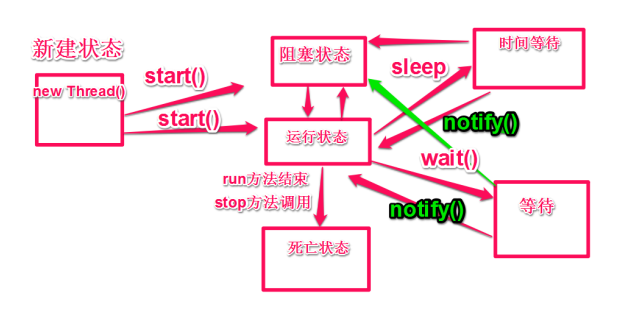 新建状态
new Thread()
start()
start()
阻塞状态
sleep
时间等待
notify()
运行状态
wait()
run方法结束
stop方法调用
notify()
等待
死亡状态